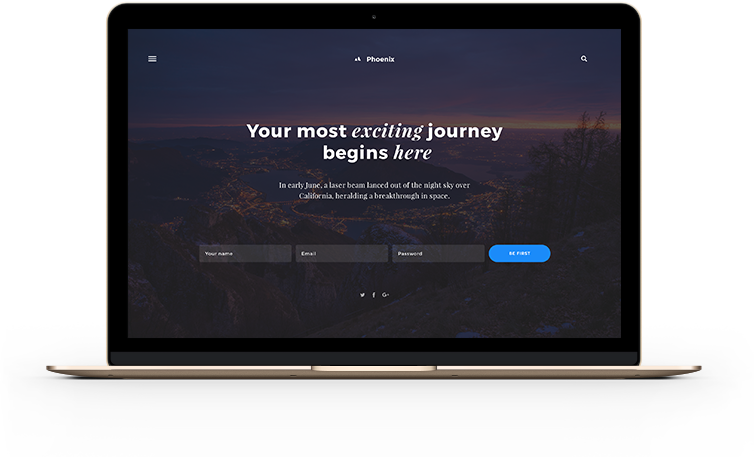 Phoenix
Your most exciting journey
begins here
In early June, a laser beam lanced out of the night sky over
California, heralding a breakthrough in space.
Your name Email Password BE FIRST